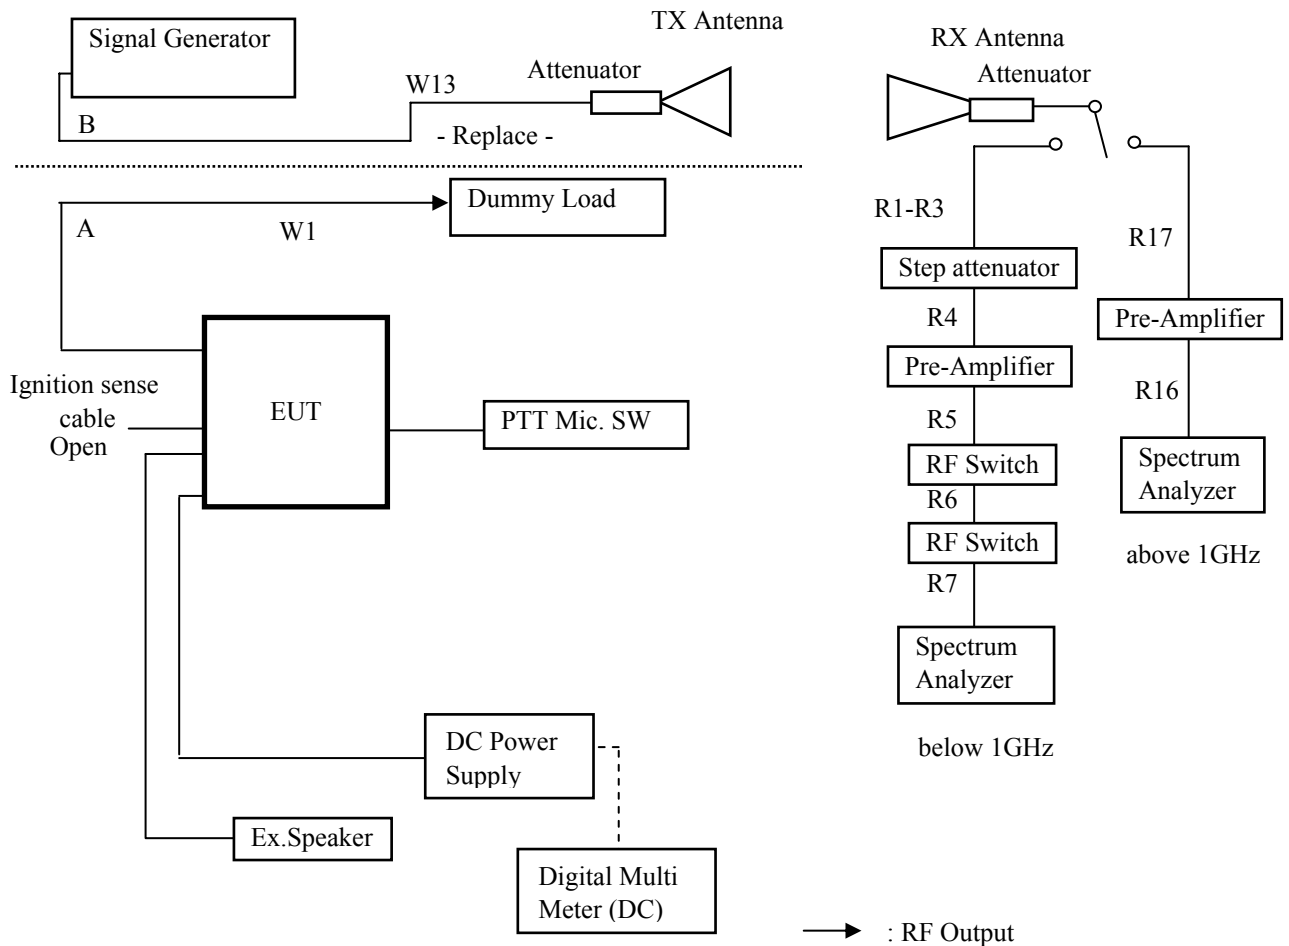 TX Antenna
Signal Generator
RX Antenna
Attenuator
Attenuator
W13
B
- Replace -
Dummy Load
A
W1
R1-R3
R17
Step attenuator
R4
Pre-Amplifier
Pre-Amplifier
Ignition sense
cable
Open
EUT
PTT Mic. SW
R5
R16
RF Switch
Spectrum
Analyzer
R6
RF Switch
above 1GHz
R7
Spectrum
Analyzer
below 1GHz
DC Power
Supply
Ex.Speaker
Digital Multi
Meter (DC)
: RF Output